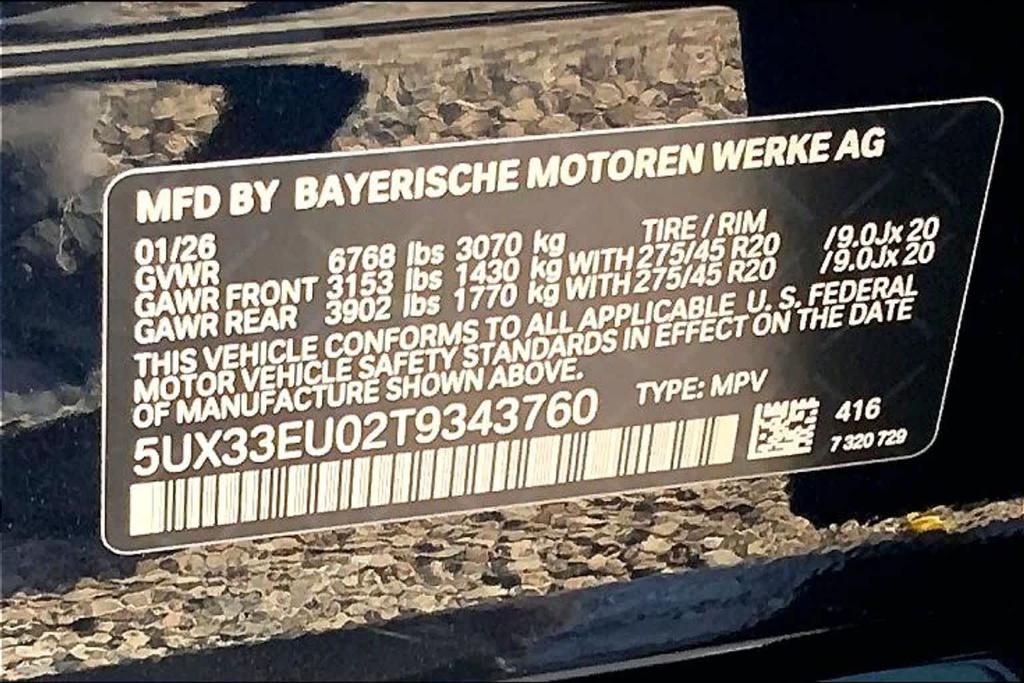 MFD BY BAYERISCHE MOTOREN WERKE AG
01/26 TIRE / RIM
GVWR 6768 lbs 3070 kg
GAWR FRONT 3153 lbs 1430 kg WITH 275/45 R20 /9.0Jx 20
GAWR REAR 3902 lbs 1770 kg WITH 275/45 R20 /9.0Jx 20
THIS VEHICLE CONFORMS TO ALL APPLICABLE U. S. FEDERAL
MOTOR VEHICLE SAFETY STANDARDS IN EFFECT ON THE DATE
OF MANUFACTURE SHOWN ABOVE.
5UX33EU02T9343760 TYPE: MPV
416
7 320 729